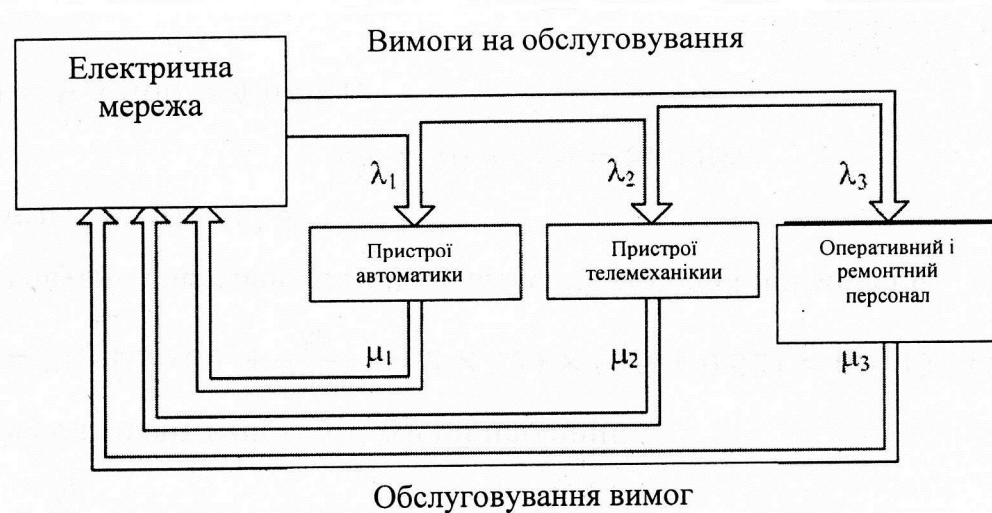 Вимоги на обслуговування
Електрична
мережа
λ₁
λ₂
λ₃
Пристрої
автоматики
Пристрої
телемеханікии
Оперативний і
ремонтний
персонал
μ₁
μ₂
μ₃
Обслуговування вимог